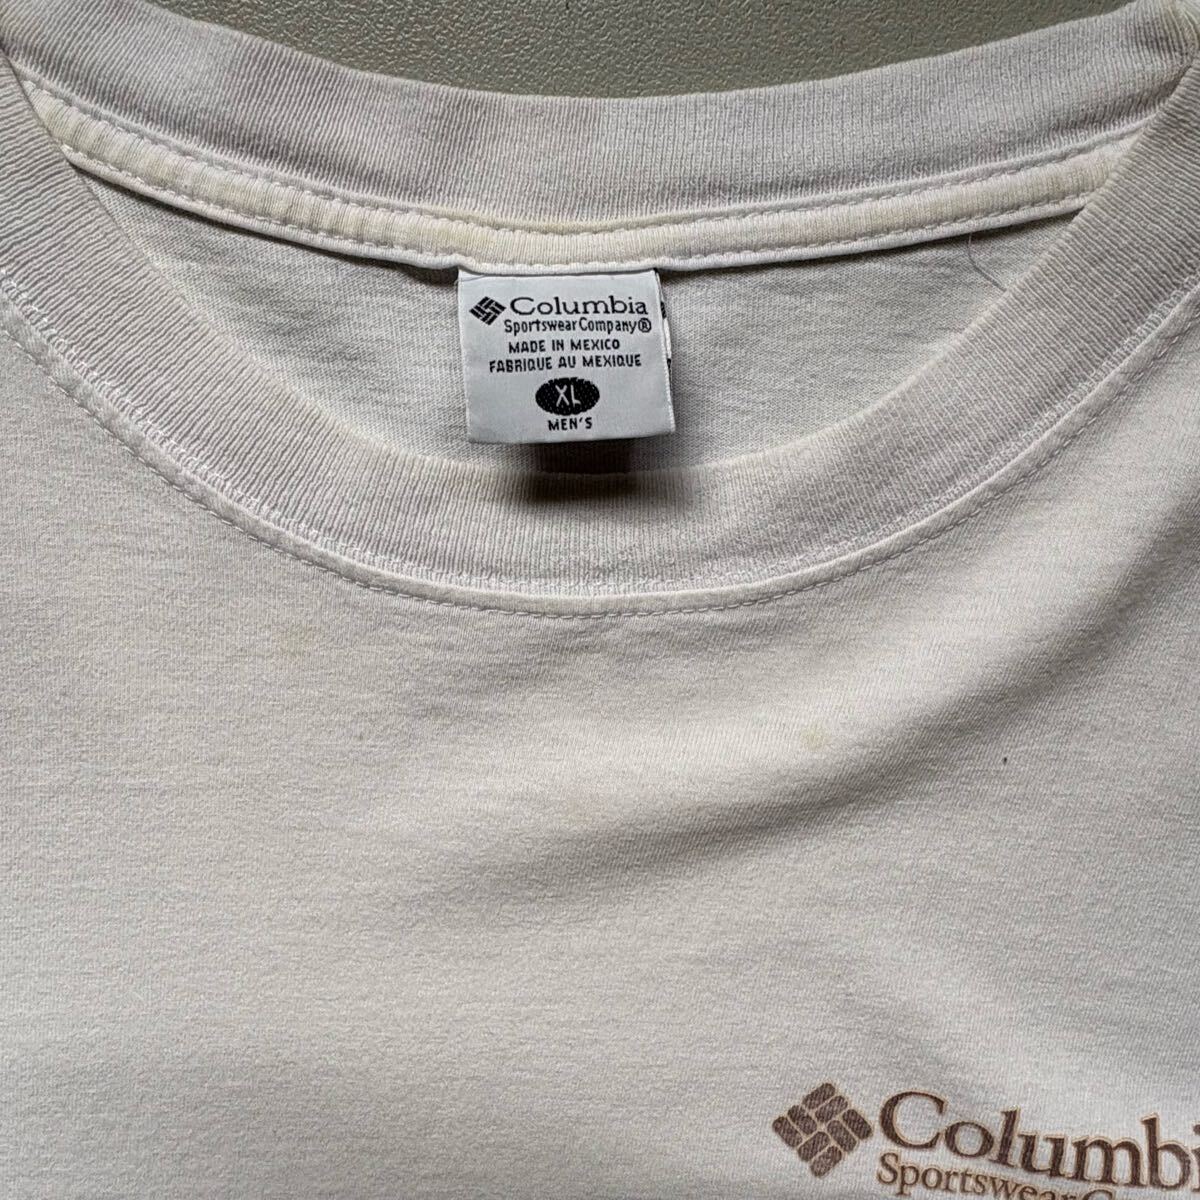 Columbia
Sportswear Company®
MADE IN MEXICO
FABRIQUE AU MEXIQUE
XL
MEN'S
Columbi
Sportswear